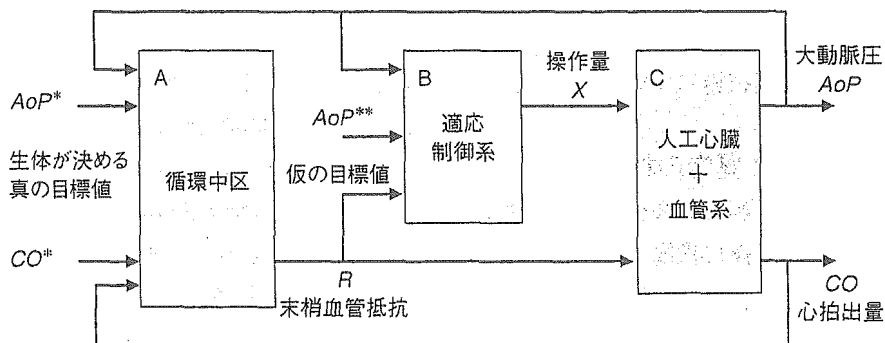 A
AoP*
生体が決める
真の目標値
循環中区
CO*
AoP**
仮の目標値
B
適応
制御系
操作量
X
R
末梢血管抵抗
C
人工心臓
+
血管系
大動脈圧
AoP
CO
心拍出量